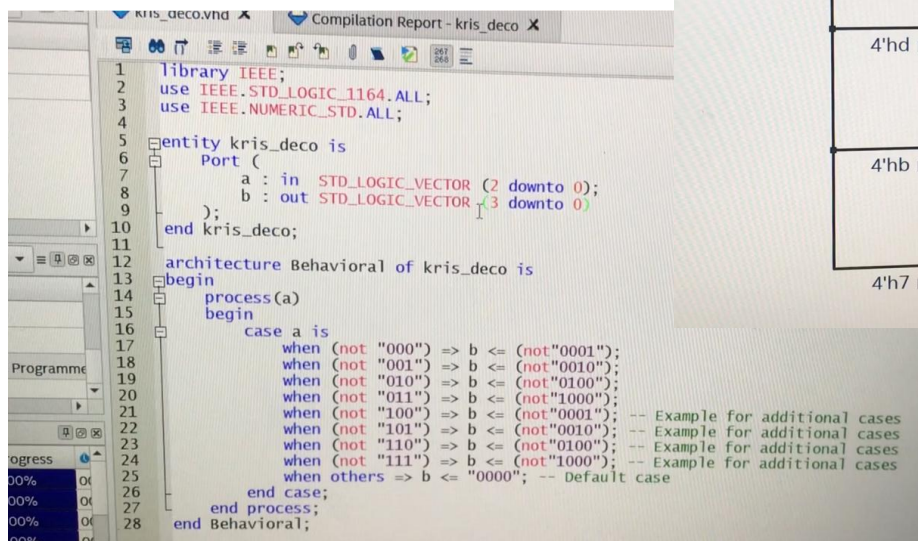 kris_deco.vhd X
Compilation Report - kris_deco X
267
268
1 library IEEE;
2 use IEEE.STD_LOGIC_1164.ALL;
3 use IEEE.NUMERIC_STD.ALL;
4
5 entity kris_deco is
6 Port (
7 a : in STD_LOGIC_VECTOR (2 downto 0);
8 b : out STD_LOGIC_VECTOR (3 downto 0)
9 );
10 end kris_deco;
11
12 architecture Behavioral of kris_deco is
13 begin
14 process(a)
15 begin
16 case a is
17 when (not "000") => b <= (not"0001");
18 when (not "001") => b <= (not"0010");
19 when (not "010") => b <= (not"0100");
20 when (not "011") => b <= (not"1000");
21 when (not "100") => b <= (not"0001"); -- Example for additional cases
22 when (not "101") => b <= (not"0010"); -- Example for additional cases
23 when (not "110") => b <= (not"0100"); -- Example for additional cases
24 when (not "111") => b <= (not"1000"); -- Example for additional cases
25 when others => b <= "0000"; -- Default case
26 end case;
27 end process;
28 end Behavioral;
Programme
ogress
00%
00%
00%
4'hd
4'hb
4'h7